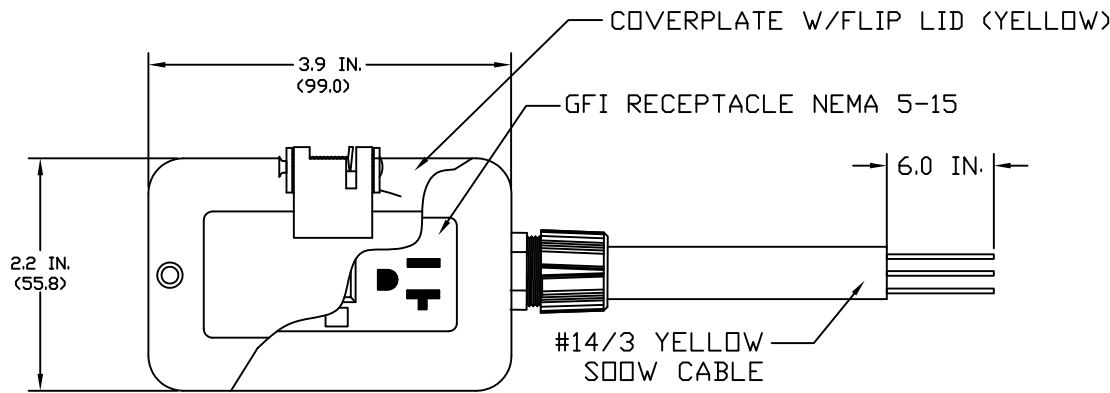 COVERPLATE W/FLIP LID (YELLOW)
3.9 IN.
(99.0)
GFI RECEPTACLE NEMA 5-15
6.0 IN.
2.2 IN.
(55.8)
#14/3 YELLOW
SOOW CABLE